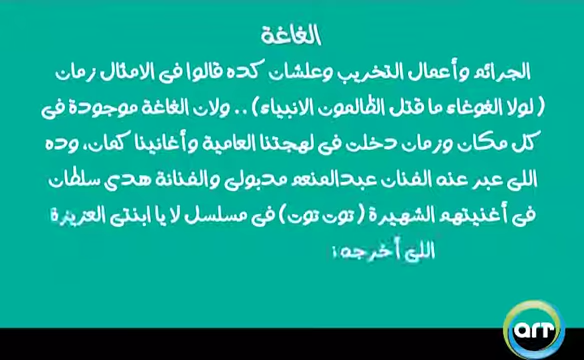 الغاغة
الجرائم وأعمال التخريب وعلشان كده قالوا فى الامثال زمان
(لولا الغوغاء ما قتل الظالمون الانبياء) .. ولان الغاغة موجودة فى
كل مكان وزمان دخلت فى لهجتنا العامية وأغانينا كمان، وده
اللى عبر عنه الفنان عبدالمنعم مدبولى والفنانة هدى سلطان
فى أغنيتهم الشهيرة (توت توت) فى مسلسل لا يا ابنتى العزيزة
اللى أخرجه:
art